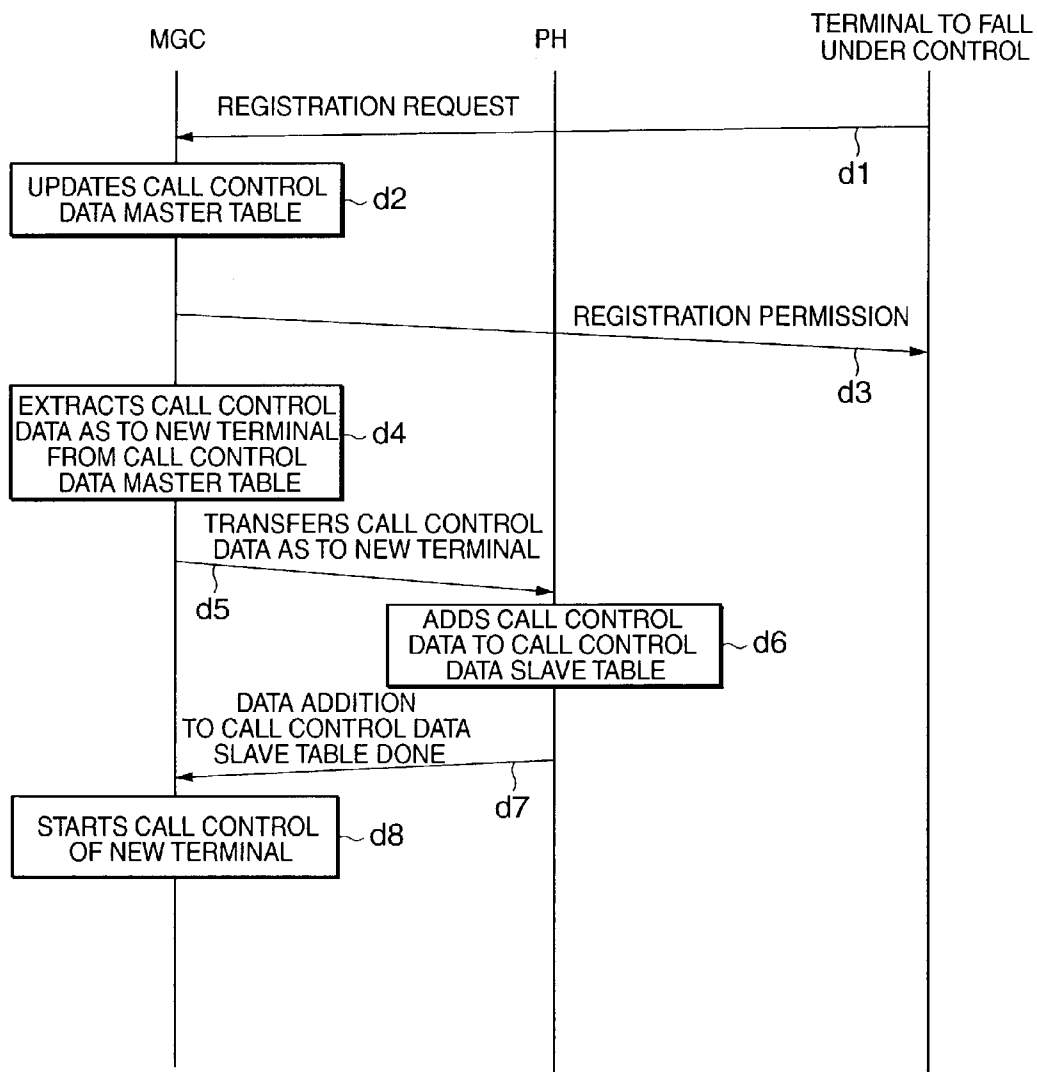 MGC
PH
TERMINAL TO FALL
UNDER CONTROL
REGISTRATION REQUEST
d1
UPDATES CALL CONTROL
DATA MASTER TABLE
d2
REGISTRATION PERMISSION
d3
EXTRACTS CALL CONTROL
DATA AS TO NEW TERMINAL
FROM CALL CONTROL
DATA MASTER TABLE
d4
TRANSFERS CALL CONTROL
DATA AS TO NEW TERMINAL
d5
ADDS CALL CONTROL
DATA TO CALL CONTROL
DATA SLAVE TABLE
d6
DATA ADDITION
TO CALL CONTROL DATA
SLAVE TABLE DONE
d7
STARTS CALL CONTROL
OF NEW TERMINAL
d8